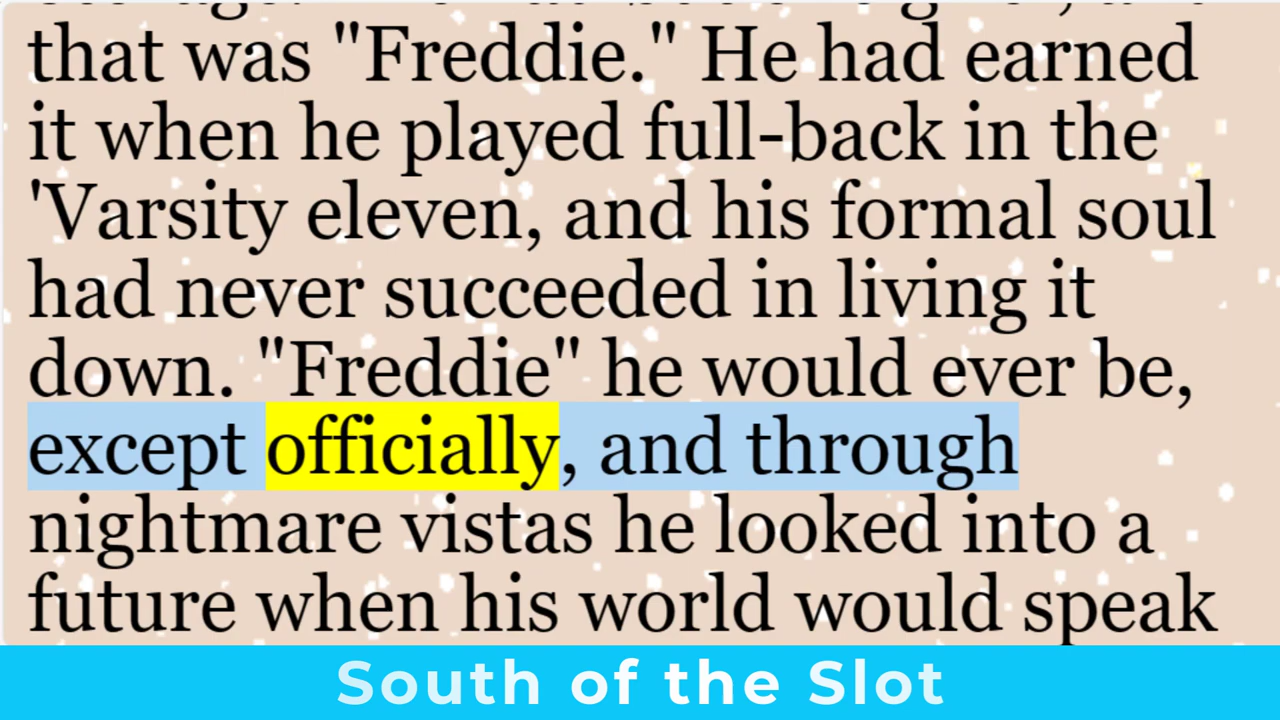 that was "Freddie." He had earned
it when he played full-back in the
'Varsity eleven, and his formal soul
had never succeeded in living it
down. "Freddie" he would ever be,
except officially, and through
nightmare vistas he looked into a
future when his world would speak
South of the Slot